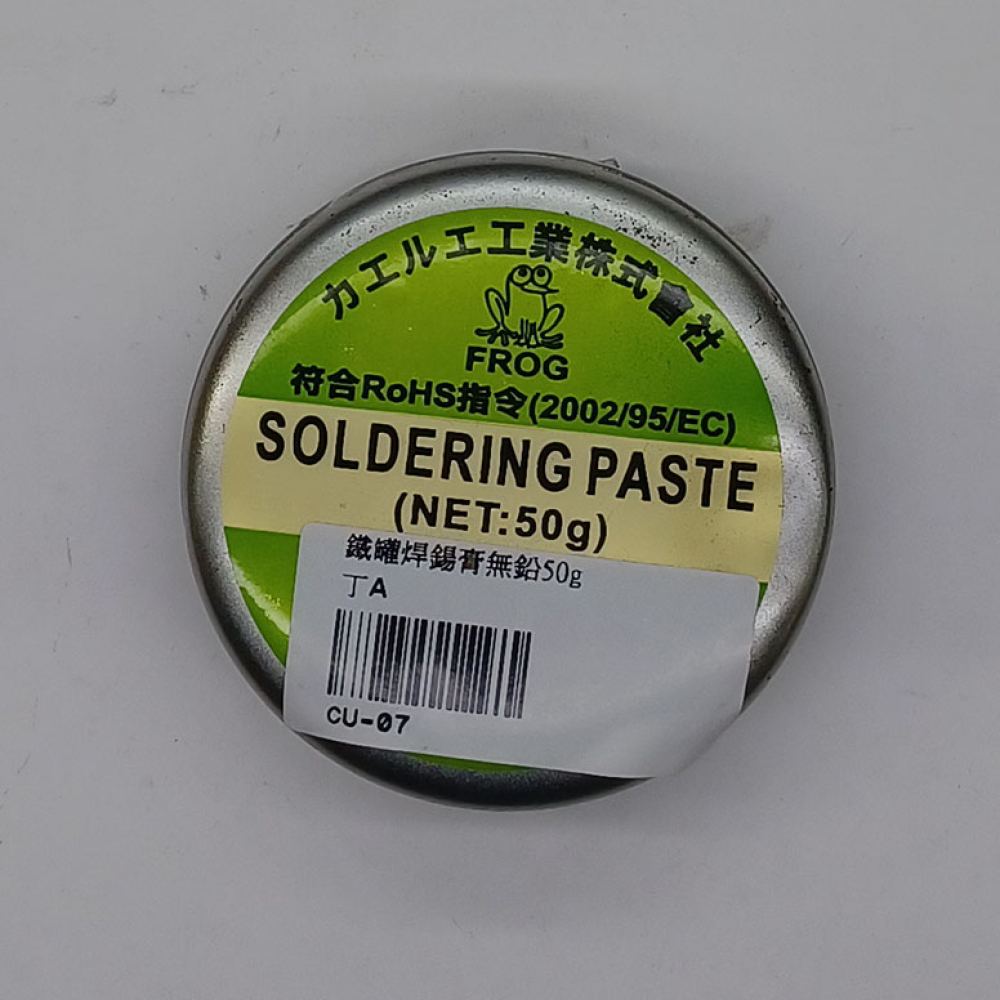 カエルエ工業株式會社
FROG
符合RoHS指令(2002/95/EC)
SOLDERING PASTE
(NET:50g)
鐵罐焊錫膏無鉛50g
丁A
CU-07